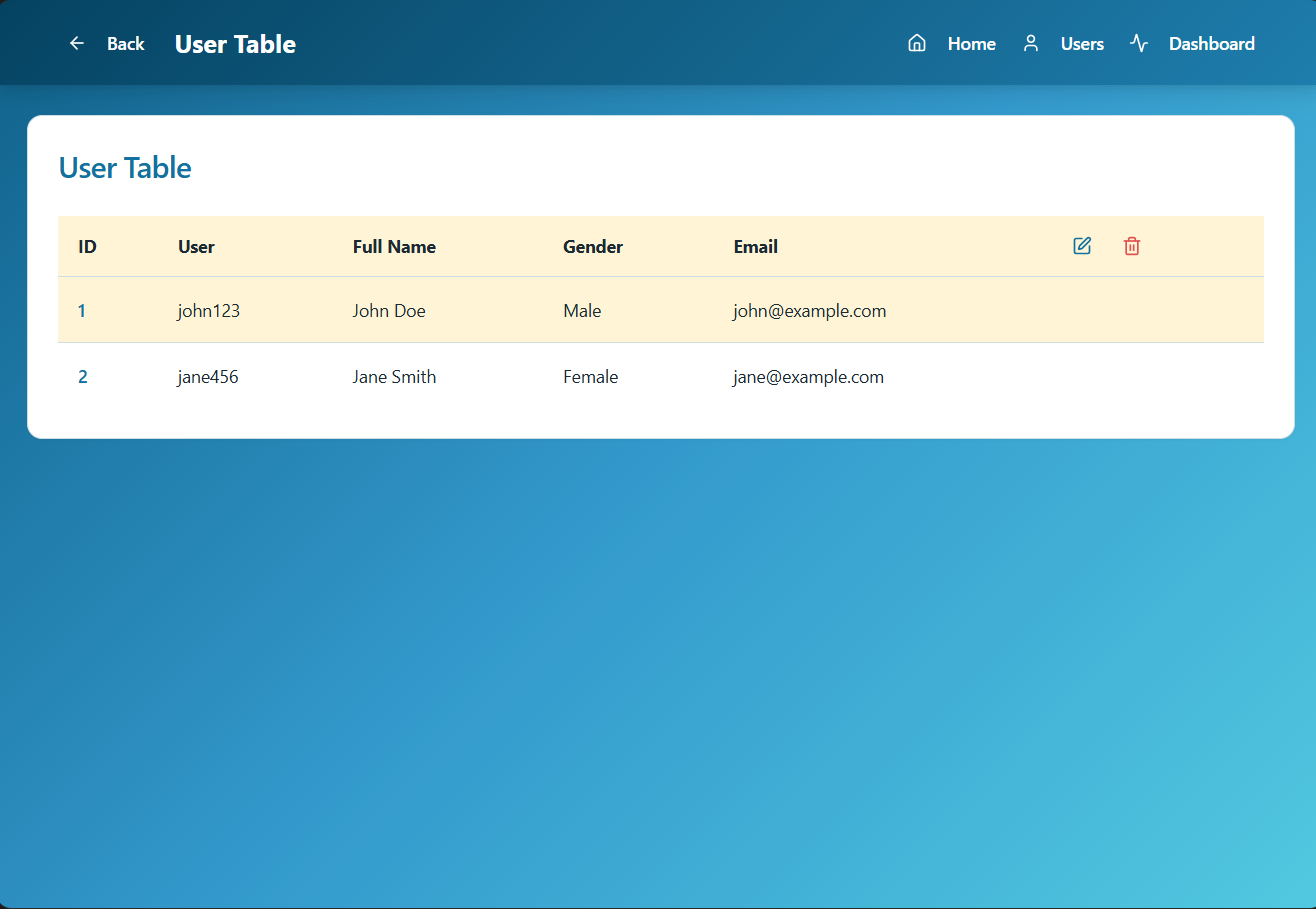 Back User Table Home Users Dashboard
User Table
ID User Full Name Gender Email
1 john123 John Doe Male john@example.com
2 jane456 Jane Smith Female jane@example.com